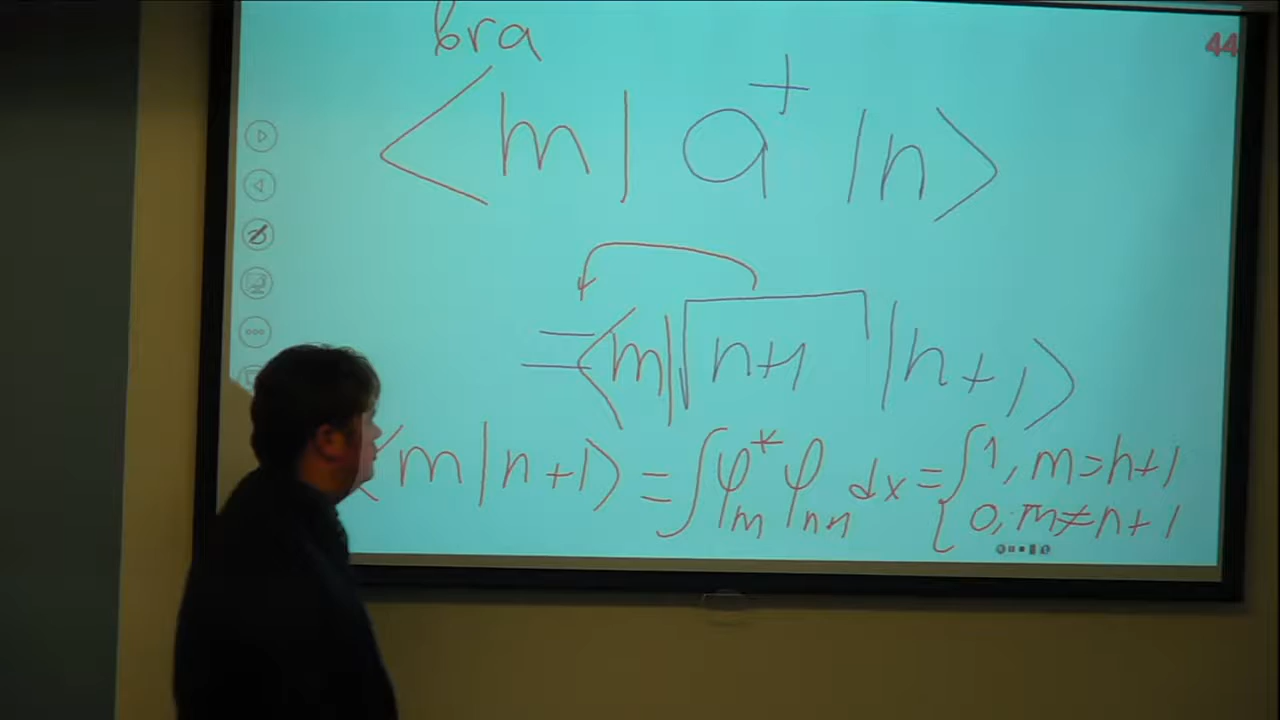 bra
44
<m| a⁺ |n>
=<m|√n+1 |n+1>
<m|n+1> = ∫φ*ₘ φₙ₊₁ dx = { 1, m=n+1
0, m≠n+1